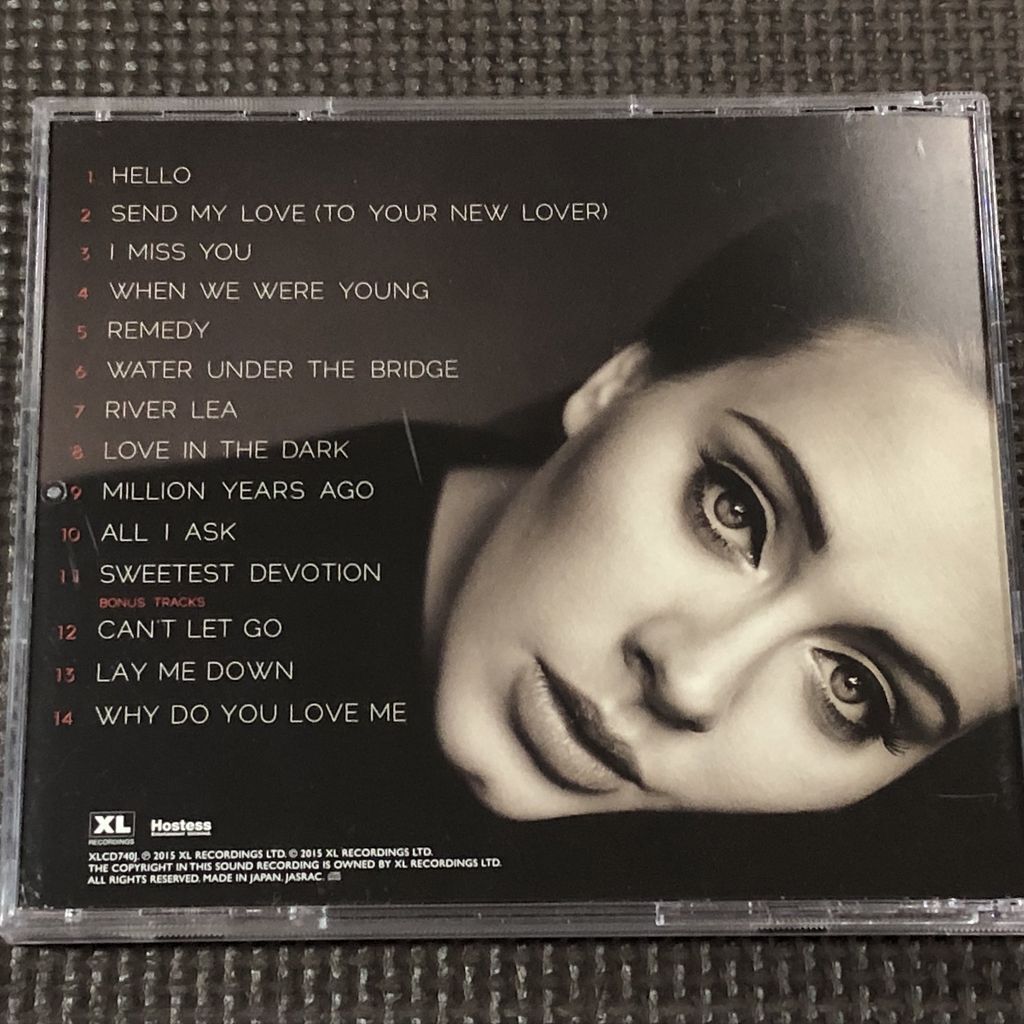 1 HELLO
2 SEND MY LOVE (TO YOUR NEW LOVER)
3 I MISS YOU
4 WHEN WE WERE YOUNG
5 REMEDY
6 WATER UNDER THE BRIDGE
7 RIVER LEA
8 LOVE IN THE DARK
9 MILLION YEARS AGO
10 ALL I ASK
11 SWEETEST DEVOTION
BONUS TRACKS
12 CAN'T LET GO
13 LAY ME DOWN
14 WHY DO YOU LOVE ME
XL Hostess
RECORDINGS
XLCD740J. ℗ 2015 XL RECORDINGS LTD. © 2015 XL RECORDINGS LTD.
THE COPYRIGHT IN THIS SOUND RECORDING IS OWNED BY XL RECORDINGS LTD.
ALL RIGHTS RESERVED. MADE IN JAPAN. JASRAC.